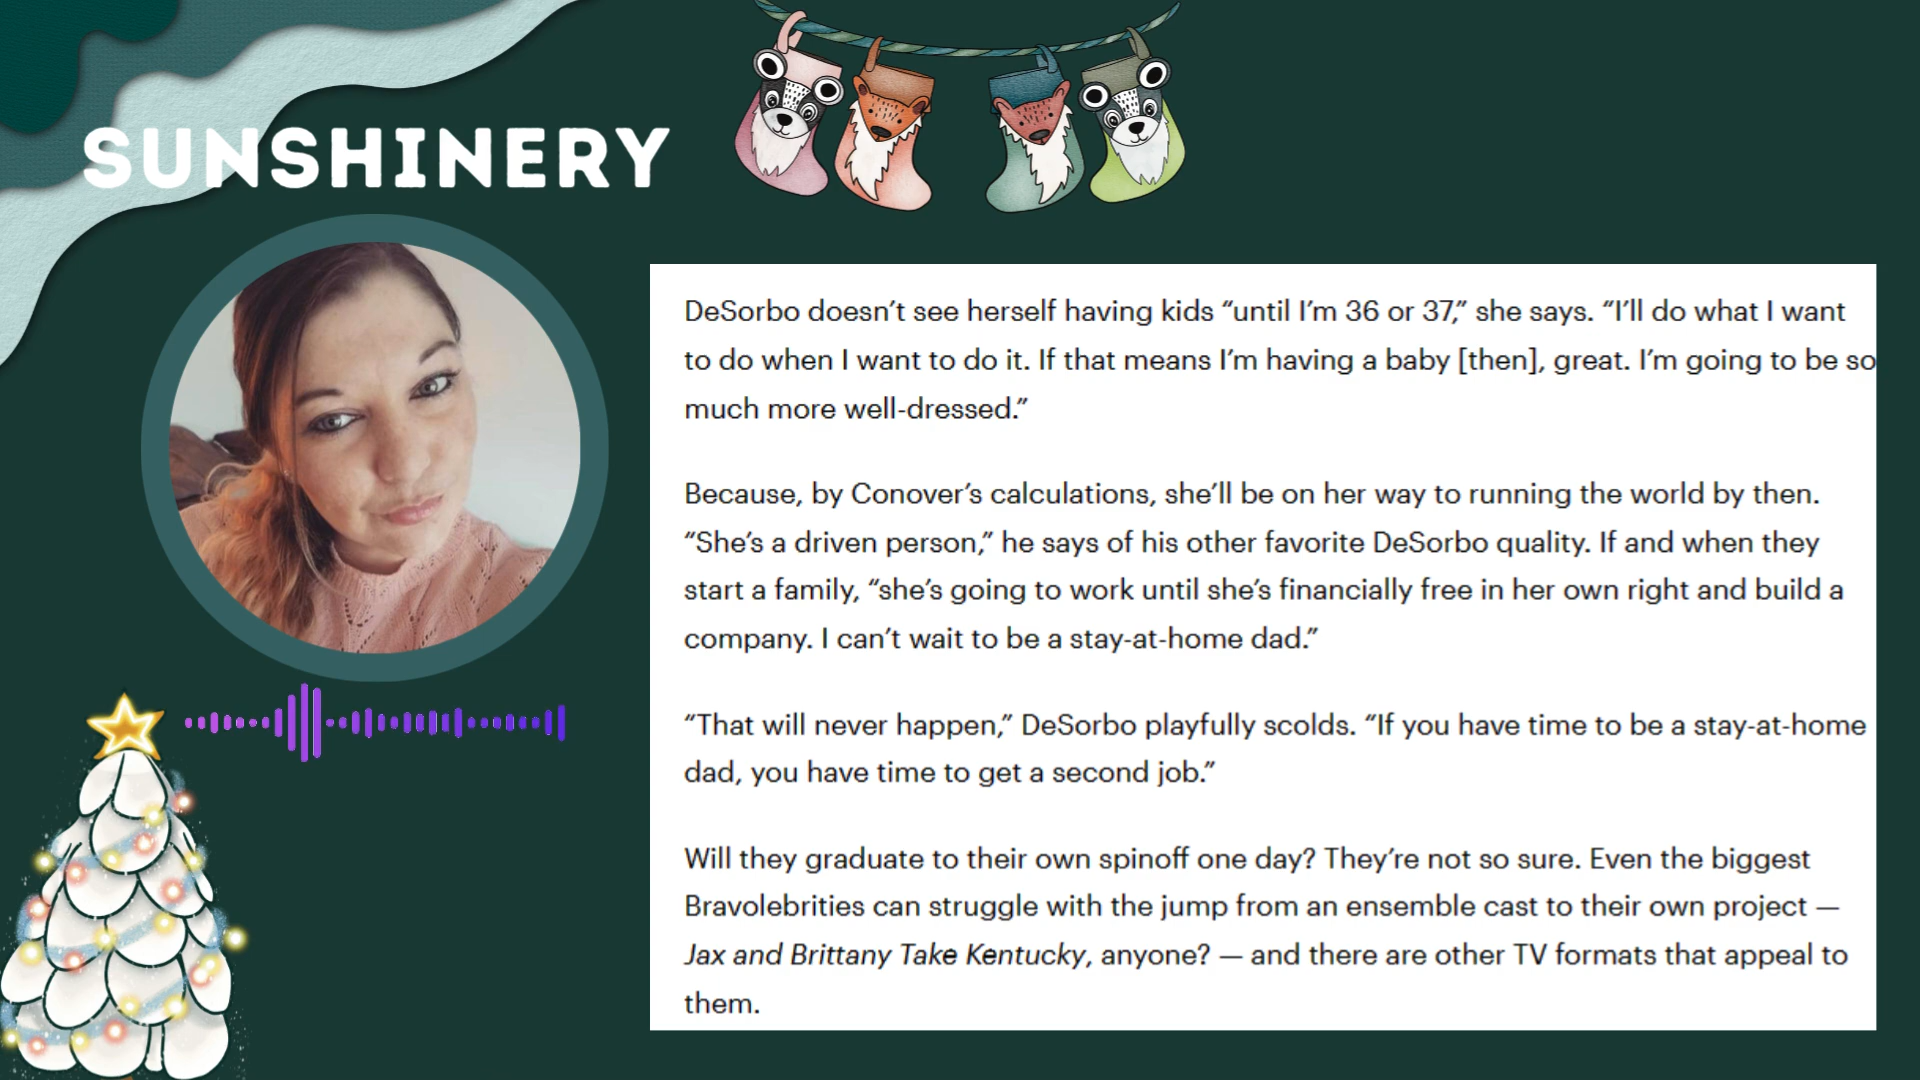 SUNSHINERY
DeSorbo doesn’t see herself having kids “until I’m 36 or 37,” she says. “I’ll do what I want
to do when I want to do it. If that means I’m having a baby [then], great. I’m going to be so
much more well-dressed.”
Because, by Conover’s calculations, she’ll be on her way to running the world by then.
“She’s a driven person,” he says of his other favorite DeSorbo quality. If and when they
start a family, “she’s going to work until she’s financially free in her own right and build a
company. I can’t wait to be a stay-at-home dad.”
“That will never happen,” DeSorbo playfully scolds. “If you have time to be a stay-at-home
dad, you have time to get a second job.”
Will they graduate to their own spinoff one day? They’re not so sure. Even the biggest
Bravolebrities can struggle with the jump from an ensemble cast to their own project —
Jax and Brittany Take Kentucky, anyone? — and there are other TV formats that appeal to
them.